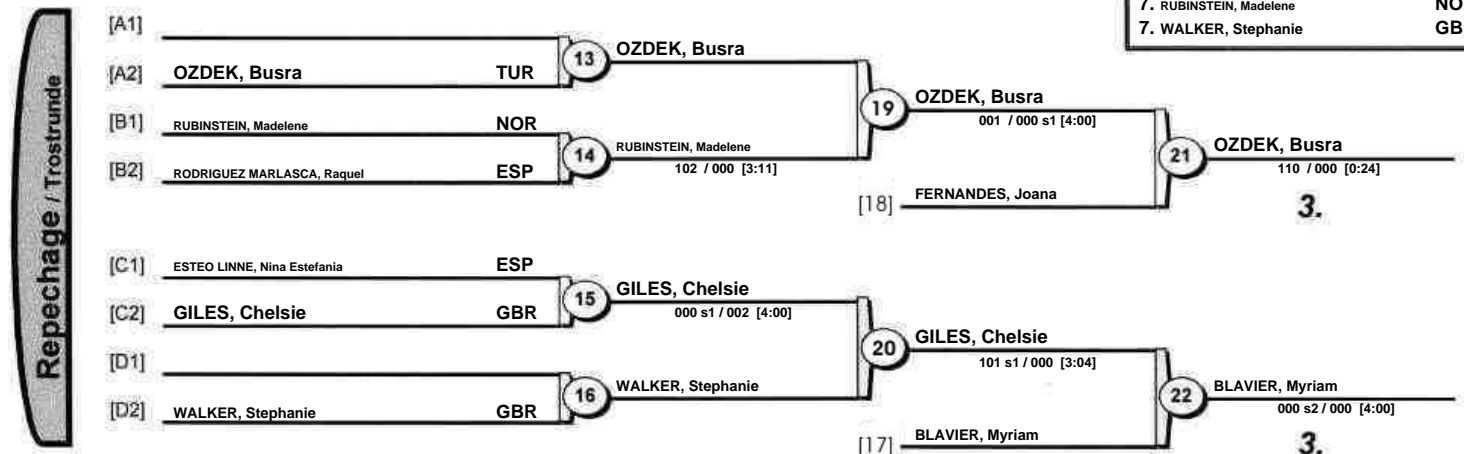 7. RUBINSTEIN, Madelene NO
7. WALKER, Stephanie GB
Repechage / Trostrunde
[A1]
[A2] OZDEK, Busra TUR
13 OZDEK, Busra
[B1] RUBINSTEIN, Madelene NOR
[B2] RODRIGUEZ MARLASCA, Raquel ESP
14 RUBINSTEIN, Madelene
102 / 000 [3:11]
19 OZDEK, Busra
001 / 000 s1 [4:00]
[18] FERNANDES, Joana
21 OZDEK, Busra
110 / 000 [0:24]
3.
[C1] ESTEO LINNE, Nina Estefania ESP
[C2] GILES, Chelsie GBR
15 GILES, Chelsie
000 s1 / 002 [4:00]
[D1]
[D2] WALKER, Stephanie GBR
16 WALKER, Stephanie
20 GILES, Chelsie
101 s1 / 000 [3:04]
[17] BLAVIER, Myriam
22 BLAVIER, Myriam
000 s2 / 000 [4:00]
3.